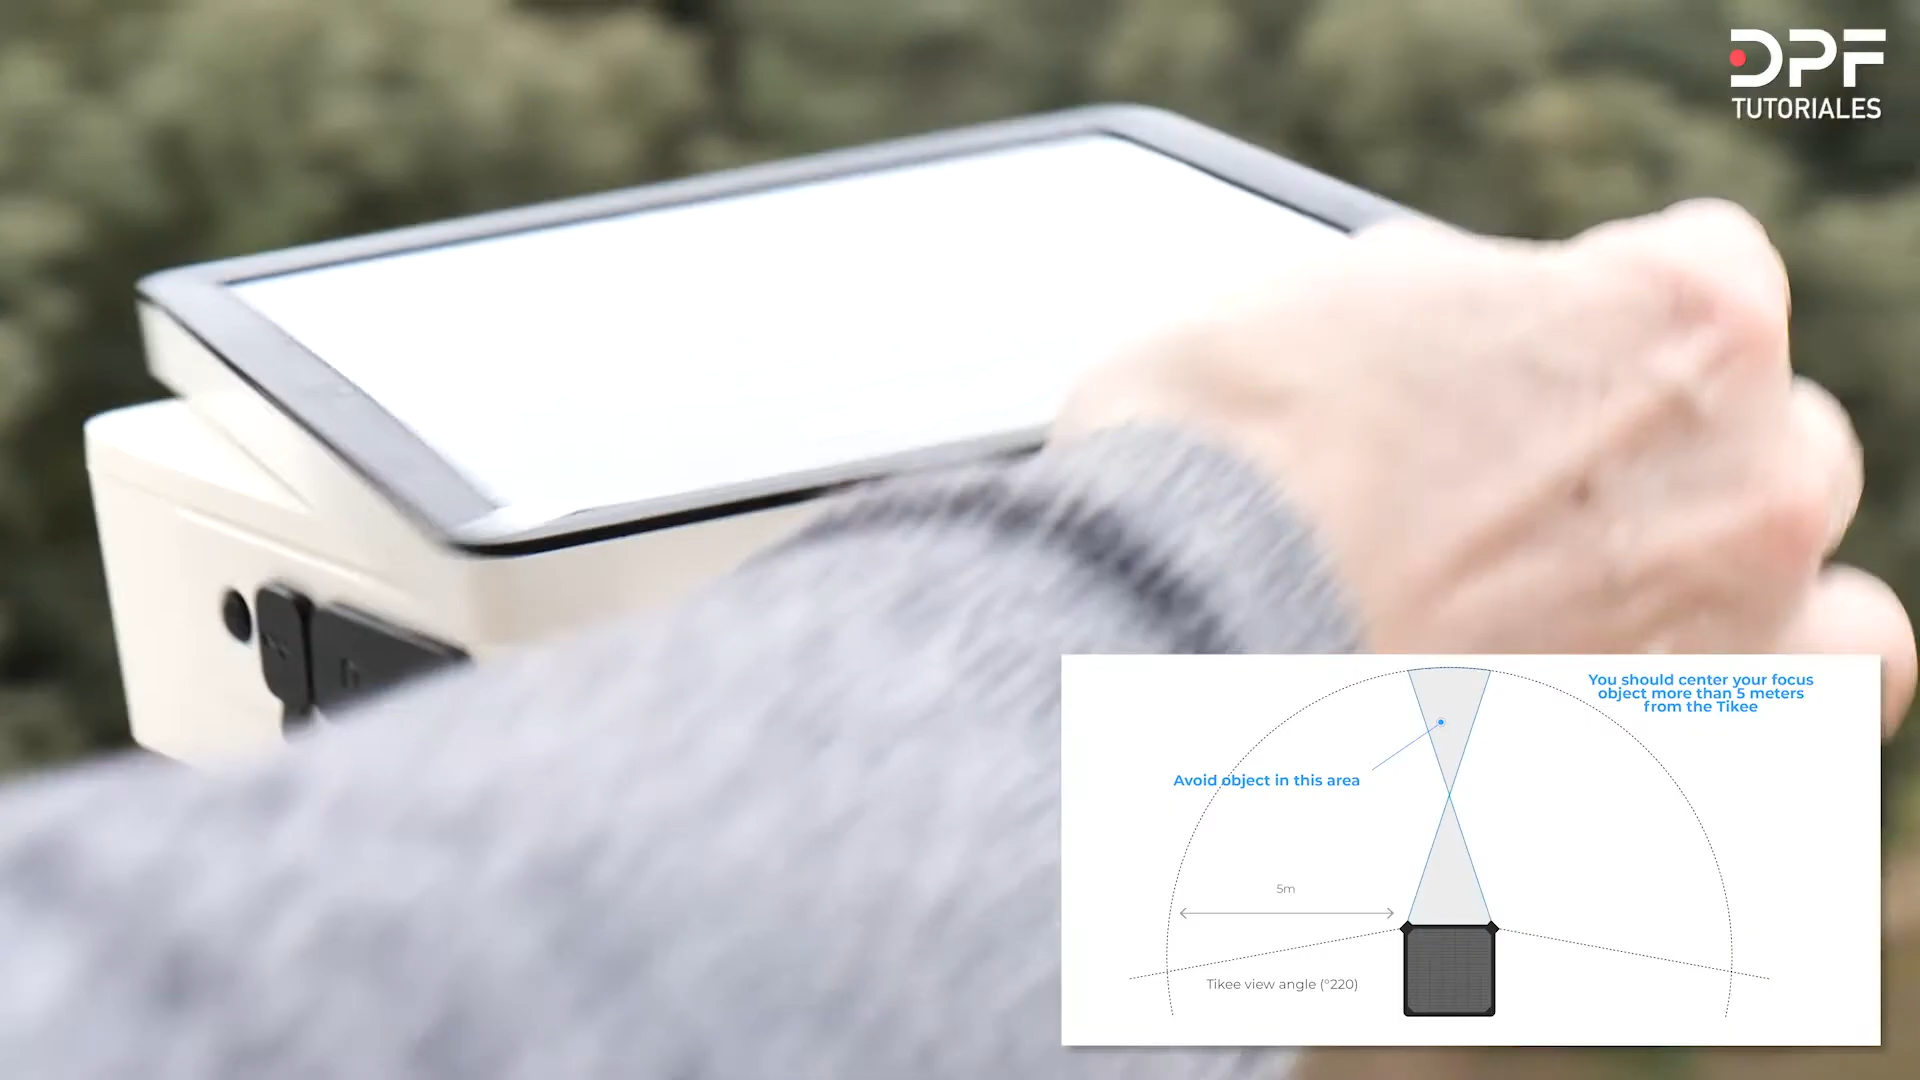 DPF
TUTORIALES
You should center your focus
object more than 5 meters
from the Tikee
Avoid object in this area
5m
Tikee view angle (°220)